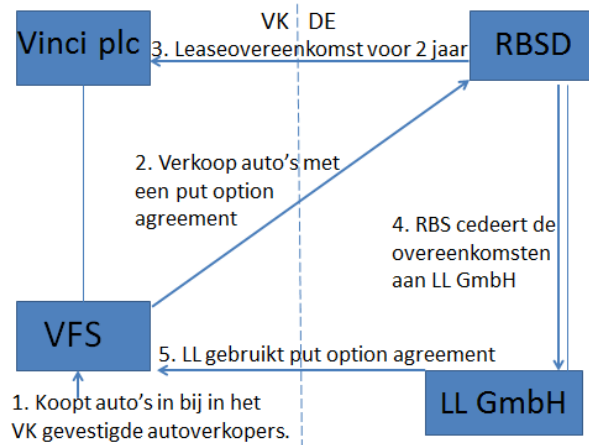 VK
DE
Vinci plc
3. Leaseovereenkomst voor 2 jaar
RBSD
2. Verkoop auto's met
een put option
agreement
4. RBS cedeert de
overeenkomsten
aan LL GmbH
VFS
5. LL gebruikt put option agreement
LL GmbH
1. Koopt auto's in bij in het
VK gevestigde autoverkopers.